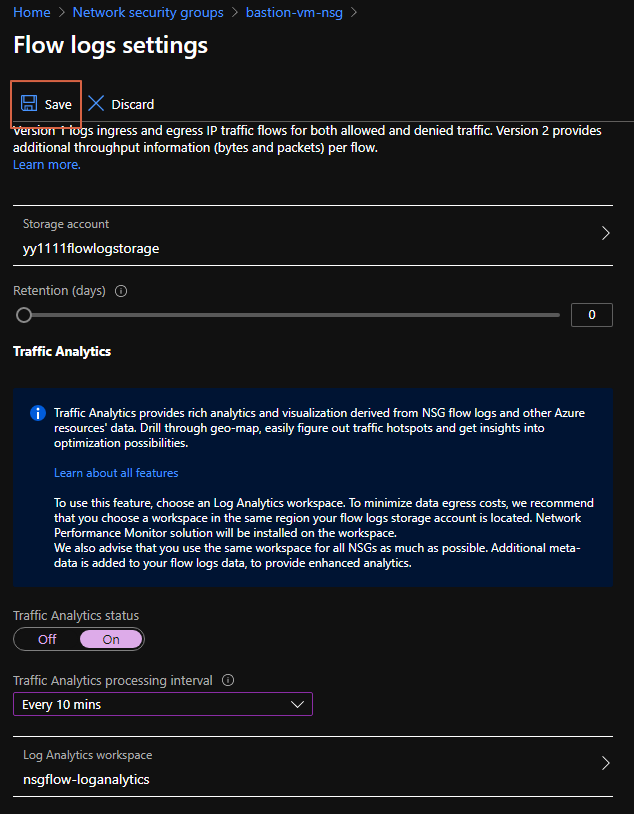 Home > Network security groups > bastion-vm-nsg >
Flow logs settings
Save Discard
Version 1 logs ingress and egress IP traffic flows for both allowed and denied traffic. Version 2 provides
additional throughput information (bytes and packets) per flow.
Learn more.
Storage account
yy1111flowlogstorage
Retention (days)
0
Traffic Analytics
Traffic Analytics provides rich analytics and visualization derived from NSG flow logs and other Azure
resources' data. Drill through geo-map, easily figure out traffic hotspots and get insights into
optimization possibilities.
Learn about all features
To use this feature, choose an Log Analytics workspace. To minimize data egress costs, we recommend
that you choose a workspace in the same region your flow logs storage account is located. Network
Performance Monitor solution will be installed on the workspace.
We also advise that you use the same workspace for all NSGs as much as possible. Additional meta-
data is added to your flow logs data, to provide enhanced analytics.
Traffic Analytics status
Off On
Traffic Analytics processing interval
Every 10 mins
Log Analytics workspace
nsgflow-loganalytics